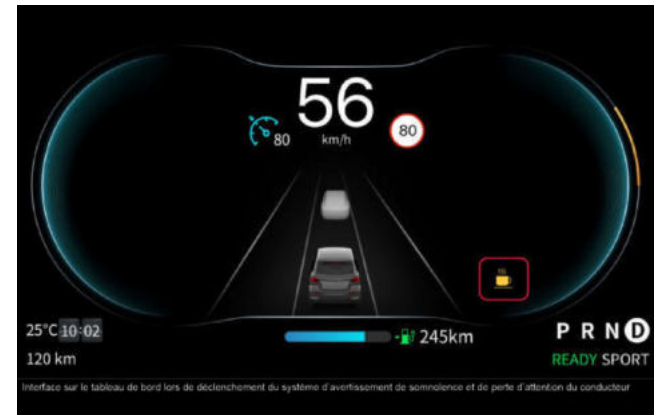 56
80
km/h
80
25°C 10:02
245km
P R N D
120 km
READY SPORT
Interface sur le tableau de bord lors de déclenchement du système d'avertissement de somnolence et de perte d'attention du conducteur